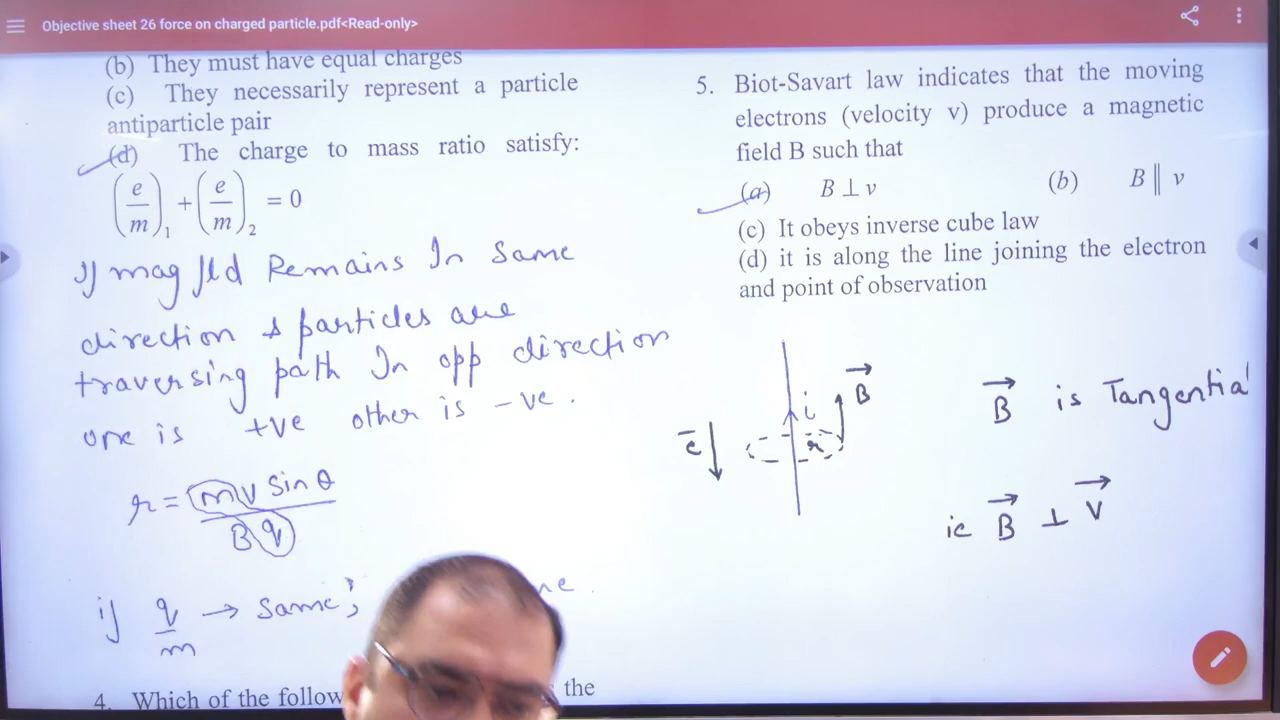 Objective sheet 26 force on charged particle.pdf<Read-only>
(b) They must have equal charges
(c) They necessarily represent a particle
antiparticle pair
(d) The charge to mass ratio satisfy:
(e/m)₁ + (e/m)₂ = 0
If mag fld Remains In Same
direction & particles are
traversing path In opp direction
one is +ve other is -ve.
r = mv Sin θ / Bq
if q/m → Same;
4. Which of the the
5. Biot-Savart law indicates that the moving
electrons (velocity v) produce a magnetic
field B such that
(a) B ⊥ v (b) B ∥ v
(c) It obeys inverse cube law
(d) it is along the line joining the electron
and point of observation
i
B⃗
e⁻
r
B⃗ is Tangential
ie B⃗ ⊥ V⃗